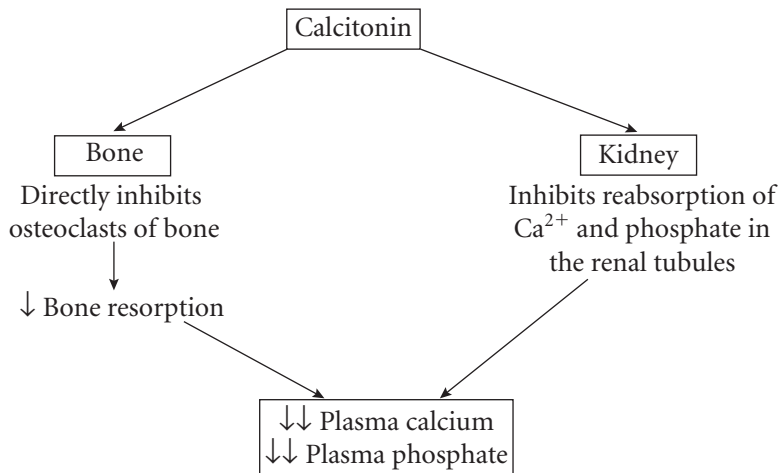 Calcitonin
Bone
Directly inhibits
osteoclasts of bone
↓ Bone resorption
Kidney
Inhibits reabsorption of
Ca²⁺ and phosphate in
the renal tubules
↓↓ Plasma calcium
↓↓ Plasma phosphate